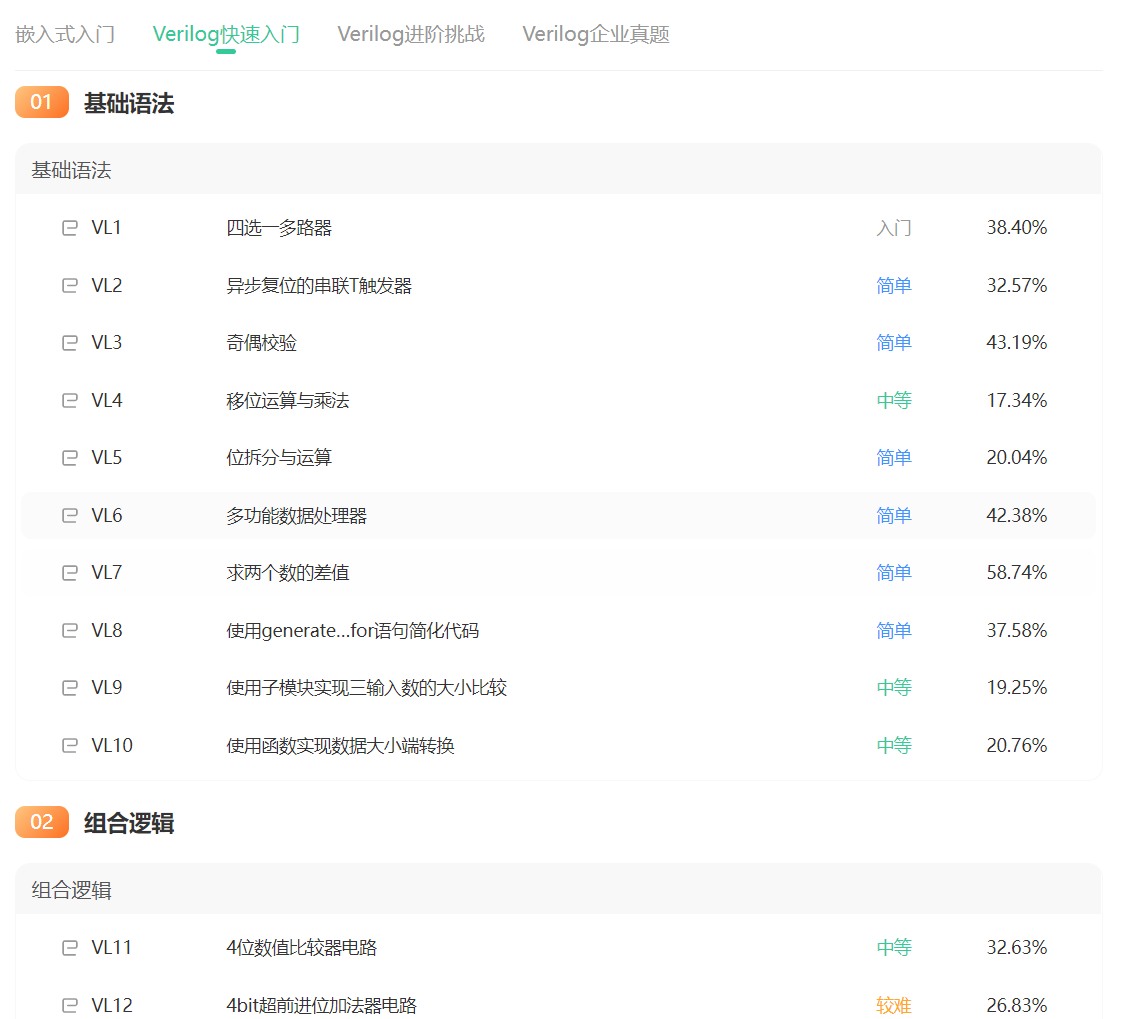 嵌入式入门 Verilog快速入门 Verilog进阶挑战 Verilog企业真题
01 基础语法
基础语法
VL1 四选一多路器 入门 38.40%
VL2 异步复位的串联T触发器 简单 32.57%
VL3 奇偶校验 简单 43.19%
VL4 移位运算与乘法 中等 17.34%
VL5 位拆分与运算 简单 20.04%
VL6 多功能数据处理器 简单 42.38%
VL7 求两个数的差值 简单 58.74%
VL8 使用generate…for语句简化代码 简单 37.58%
VL9 使用子模块实现三输入数的大小比较 中等 19.25%
VL10 使用函数实现数据大小端转换 中等 20.76%
02 组合逻辑
组合逻辑
VL11 4位数值比较器电路 中等 32.63%
VL12 4bit超前进位加法器电路 较难 26.83%